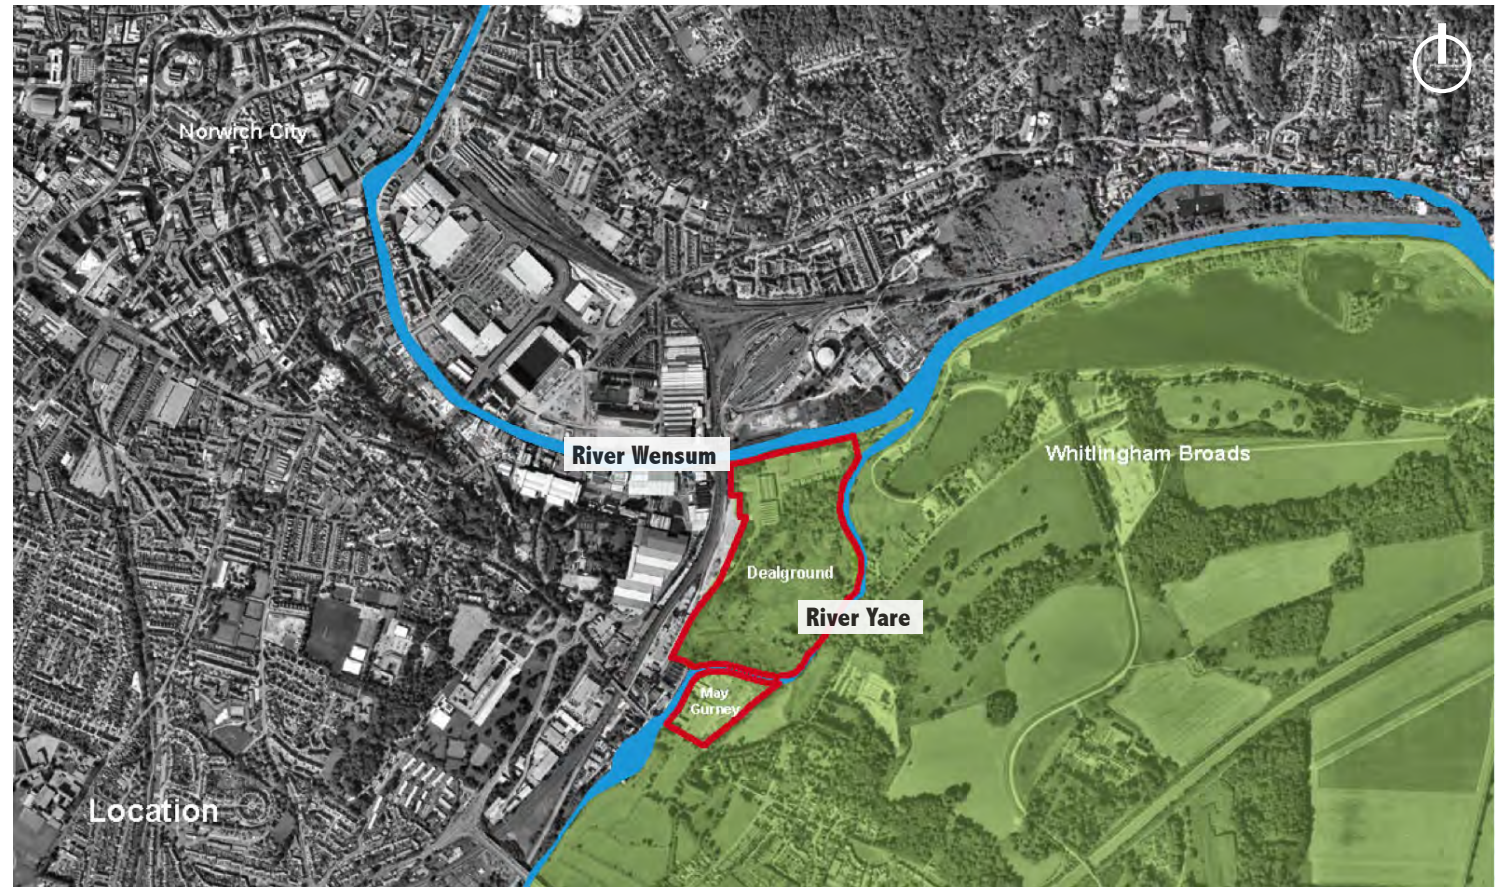 Norwich City
River Wensum
Whitlingham Broads
Dealground
River Yare
May
Gurney
Location